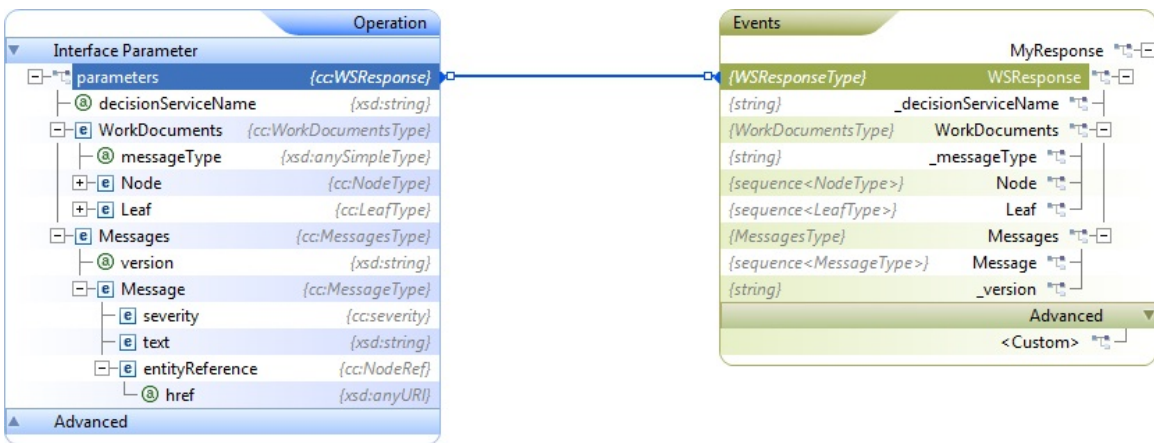 Operation
Interface Parameter
parameters {cc:WSResponse}
decisionServiceName {xsd:string}
WorkDocuments {cc:WorkDocumentsType}
messageType {xsd:anySimpleType}
Node {cc:NodeType}
Leaf {cc:LeafType}
Messages {cc:MessagesType}
version {xsd:string}
Message {cc:MessageType}
severity {cc:severity}
text {xsd:string}
entityReference {cc:NodeRef}
href {xsd:anyURI}
Advanced
Events
MyResponse
{WSResponseType} WSResponse
{string} _decisionServiceName
{WorkDocumentsType} WorkDocuments
{string} _messageType
{sequence<NodeType>} Node
{sequence<LeafType>} Leaf
{MessagesType} Messages
{sequence<MessageType>} Message
{string} _version
Advanced
<Custom>